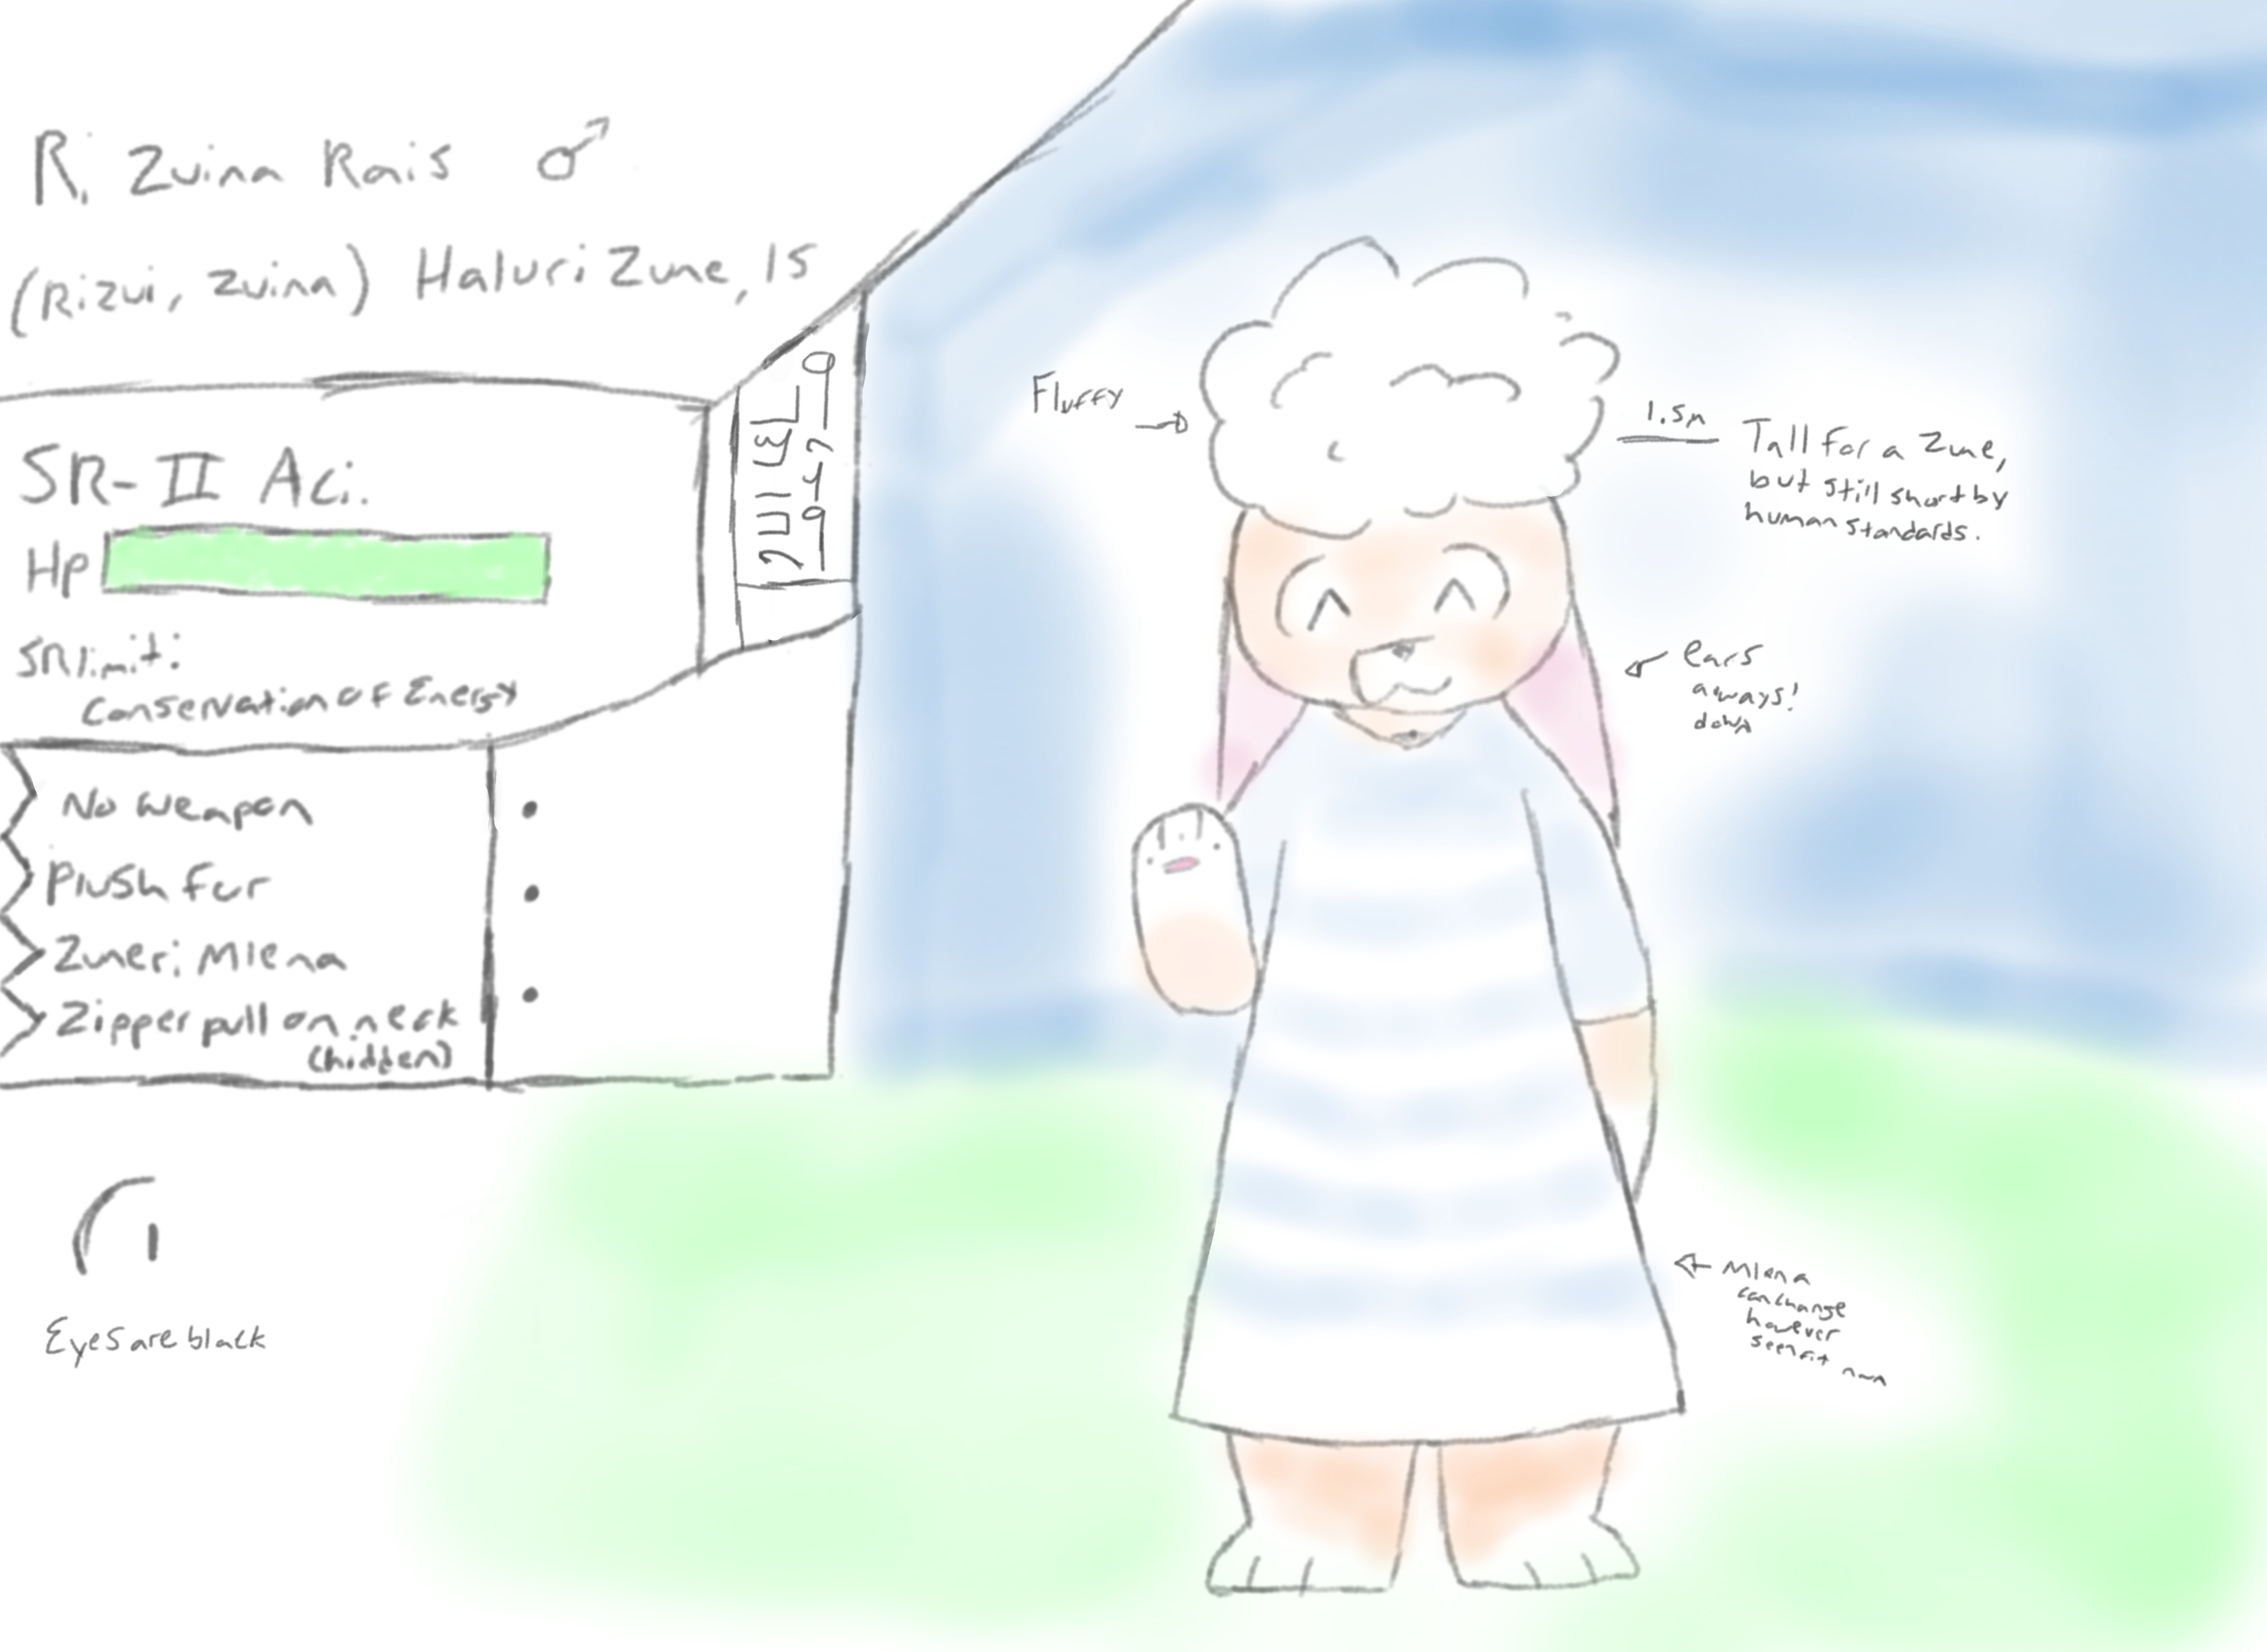 Ri Zuina Rais ♂
(Rizui, Zuina) Haluri Zune, 15
SR-II Aci.
Hp
SR limit:
Conservation of Energy
No weapon
Plush fur
Zuneri Mlena
Zipper pull on neck
(hidden)
Eyes are black
Fluffy
1.5m
Tall for a Zune,
but still short by
human standards.
ears
aways!
down
Mlena
can change
however
seen fit